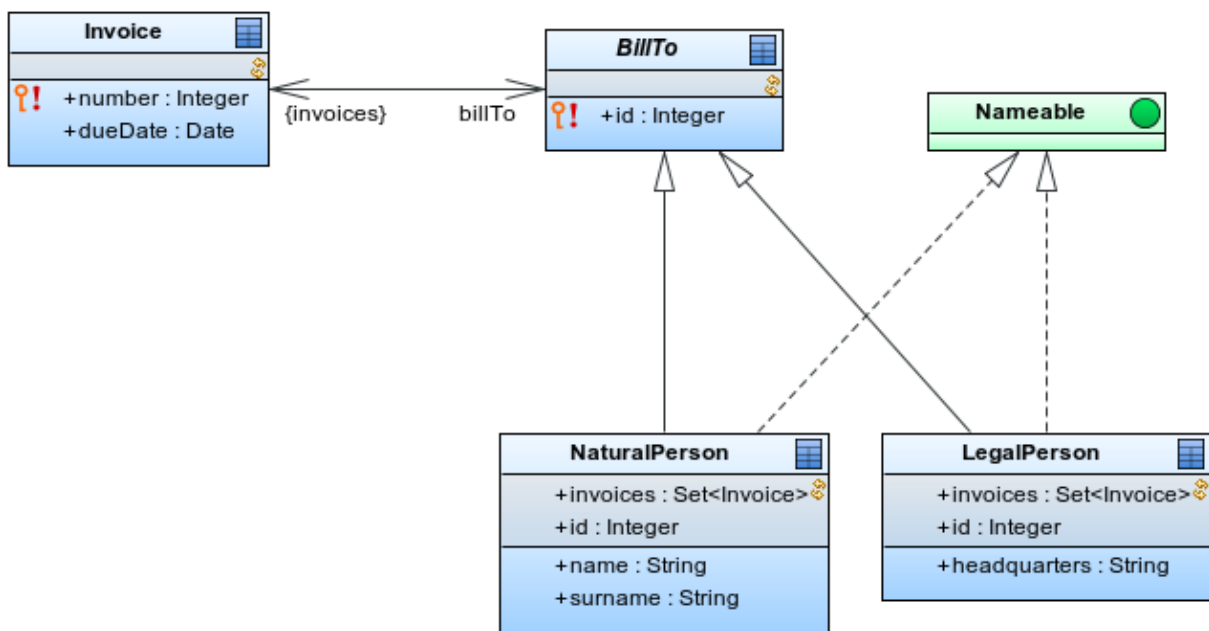 Invoice
+number : Integer
+dueDate : Date
{invoices}
billTo
BillTo
+id : Integer
Nameable
NaturalPerson
+invoices : Set<Invoice>
+id : Integer
+name : String
+surname : String
LegalPerson
+invoices : Set<Invoice>
+id : Integer
+headquarters : String